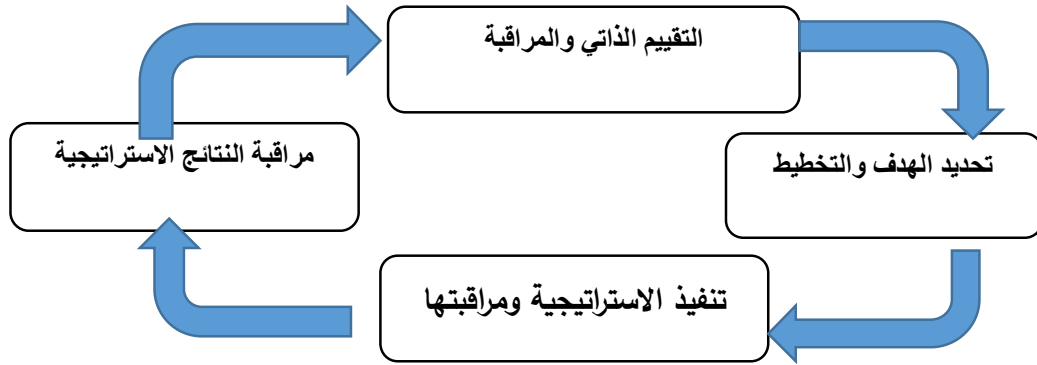 التقييم الذاتي والمراقبة
تحديد الهدف والتخطيط
تنفيذ الاستراتيجية ومراقبتها
مراقبة النتائج الاستراتيجية